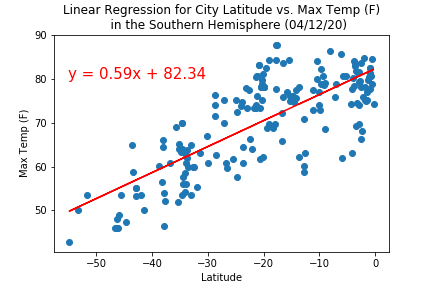 Linear Regression for City Latitude vs. Max Temp (F)
in the Southern Hemisphere (04/12/20)
90
80
70
60
50
Max Temp (F)
y = 0.59x + 82.34
−50
−40
−30
−20
−10
0
Latitude